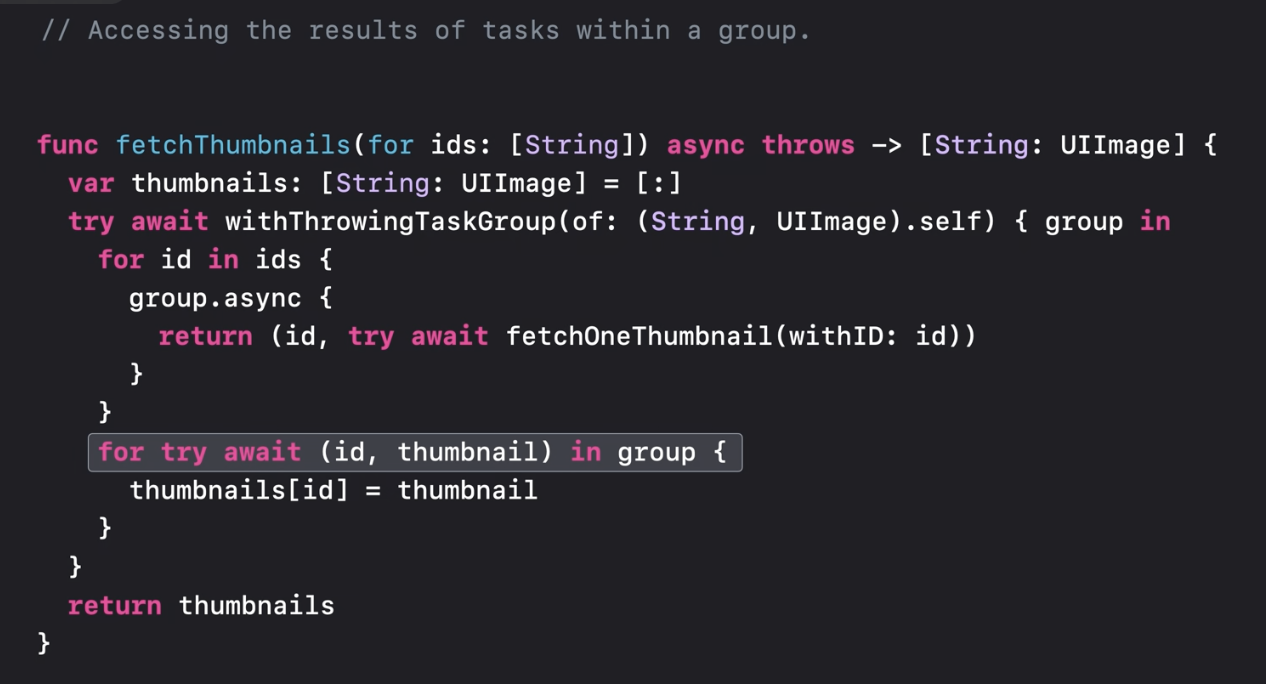 // Accessing the results of tasks within a group.
func fetchThumbnails(for ids: [String]) async throws -> [String: UIImage] {
  var thumbnails: [String: UIImage] = [:]
  try await withThrowingTaskGroup(of: (String, UIImage).self) { group in
    for id in ids {
      group.async {
        return (id, try await fetchOneThumbnail(withID: id))
      }
    }
    for try await (id, thumbnail) in group {
      thumbnails[id] = thumbnail
    }
  }
  return thumbnails
}